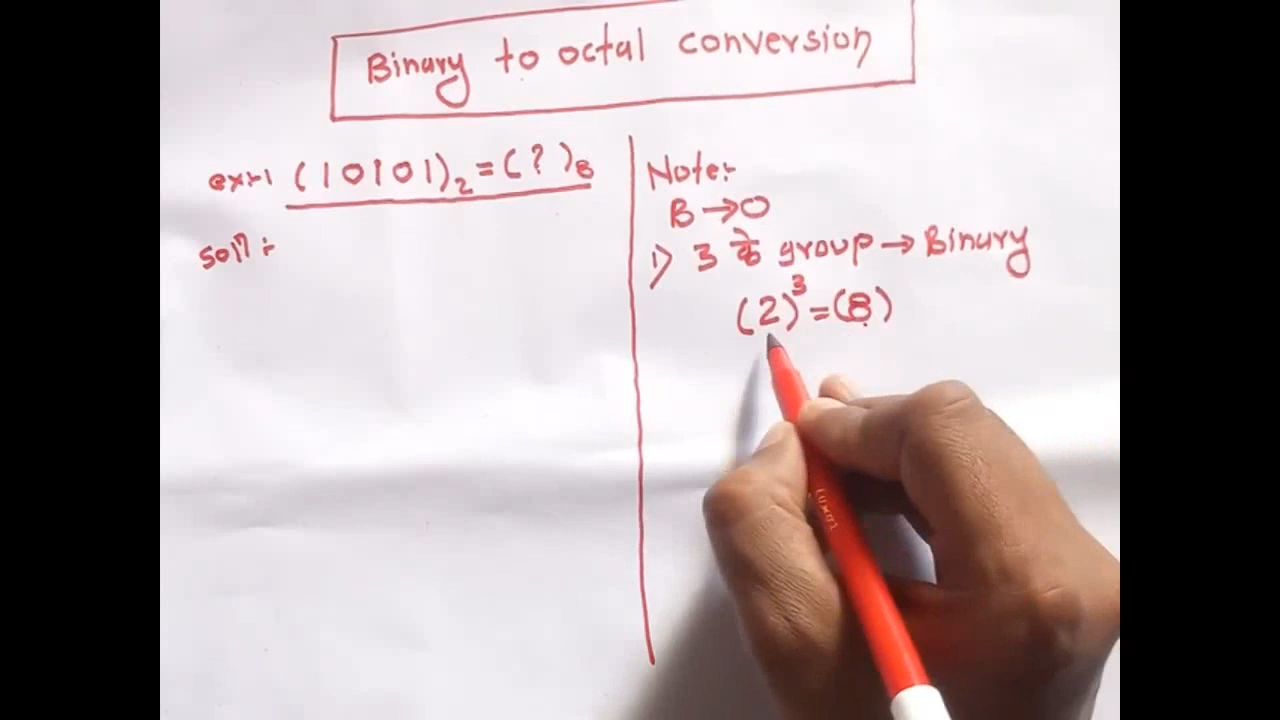 Binary to octal conversion
ex:-1 (10101)₂ = (?)₈
Soln :-
Note:-
B → O
1) 3 group → Binary
(2)³ = (8)